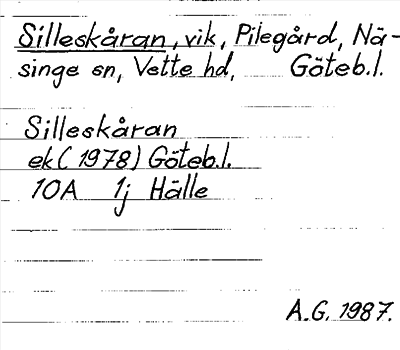 Silleskåran, vik, Pilegård, Nä-
singe sn, Vette hd, Göteb.l.
Silleskåran
ek (1978) Göteb.l.
10A 1j Hälle
A.G. 1987.